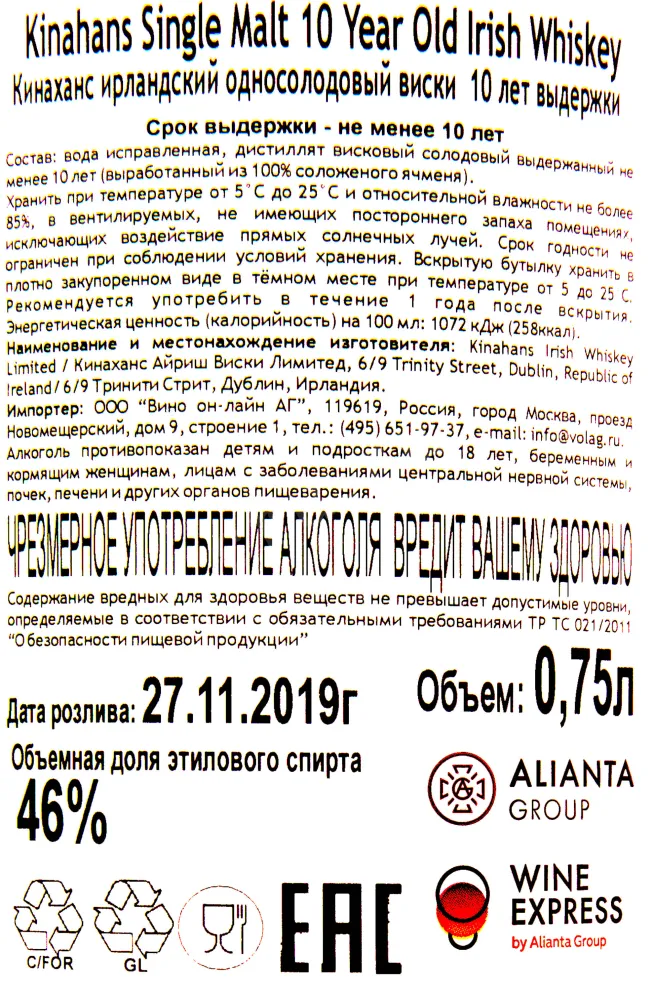 Kinahans Single Malt 10 Year Old Irish Whiskey
Кинаханс ирландский односолодовый виски 10 лет выдержки
Срок выдержки - не менее 10 лет
Состав: вода исправленная, дистиллят висковый солодовый выдержанный не
менее 10 лет (выработанный из 100% соложеного ячменя).
Хранить при температуре от 5°С до 25°С и относительной влажности не более
85%, в вентилируемых, не имеющих постороннего запаха помещениях,
исключающих воздействие прямых солнечных лучей. Срок годности не
ограничен при соблюдении условий хранения. Вскрытую бутылку хранить в
плотно закупоренном виде в тёмном месте при температуре от 5 до 25 С.
Рекомендуется употребить в течение 1 года после вскрытия.
Энергетическая ценность (калорийность) на 100 мл: 1072 кДж (258ккал).
Наименование и местонахождение изготовителя: Kinahans Irish Whiskey
Limited / Кинаханс Айриш Виски Лимитед, 6/9 Trinity Street, Dublin, Republic of
Ireland/ 6/9 Тринити Стрит, Дублин, Ирландия.
Импортер: ООО “Вино он-лайн АГ”, 119619, Россия, город Москва, проезд
Новомещерский, дом 9, строение 1, тел.: (495) 651-97-37, e-mail: info@volag.ru.
Алкоголь противопоказан детям и подросткам до 18 лет, беременным и
кормящим женщинам, лицам с заболеваниями центральной нервной системы,
почек, печени и других органов пищеварения.
ЧРЕЗМЕРНОЕ УПОТРЕБЛЕНИЕ АЛКОГОЛЯ ВРЕДИТ ВАШЕМУ ЗДОРОВЬЮ
Содержание вредных для здоровья веществ не превышает допустимые уровни,
определяемые в соответствии с обязательными требованиями ТР ТС 021/2011
“О безопасности пищевой продукции”
Дата розлива: 27.11.2019г
Объем: 0,75л
Объемная доля этилового спирта
46%
ALIANTA
GROUP
WINE
EXPRESS
by Alianta Group
C/FOR
GL
EAC